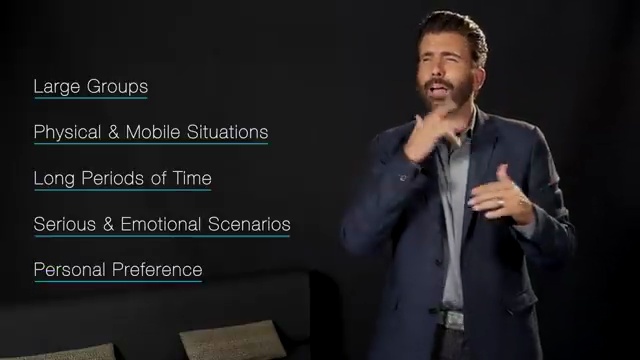 Large Groups
Physical & Mobile Situations
Long Periods of Time
Serious & Emotional Scenarios
Personal Preference